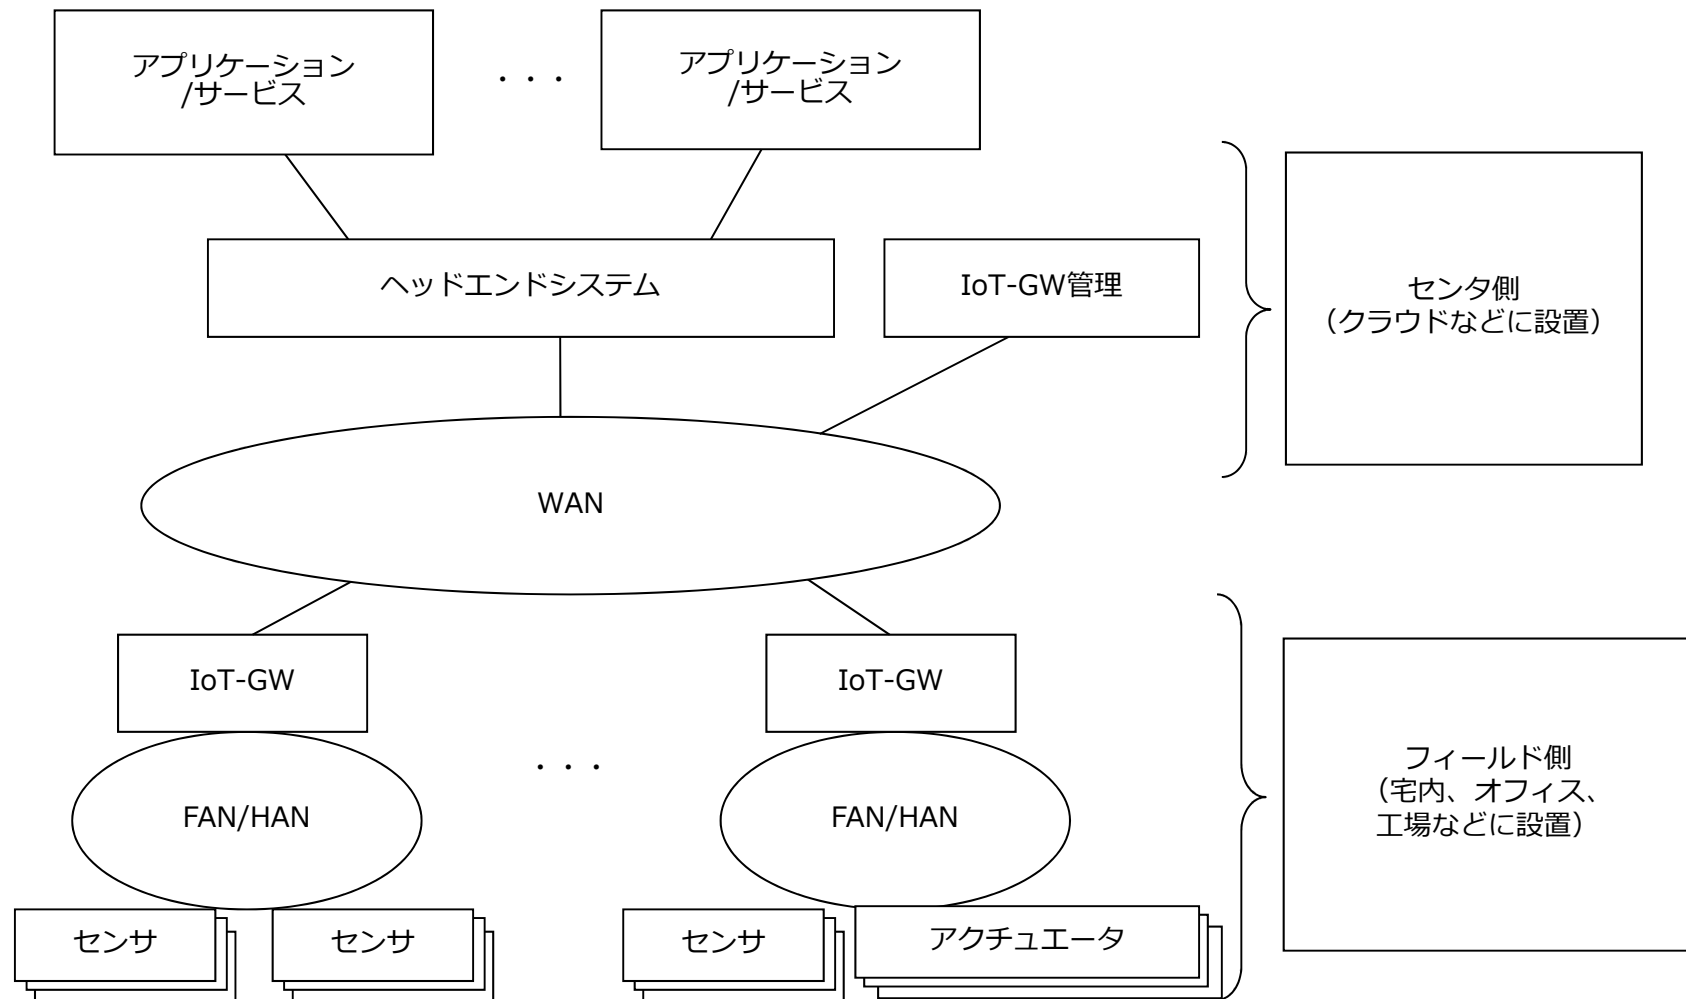 アプリケーション
/サービス
・・・
アプリケーション
/サービス
ヘッドエンドシステム
IoT-GW管理
センタ側
（クラウドなどに設置）
WAN
IoT-GW
IoT-GW
・・・
FAN/HAN
FAN/HAN
フィールド側
（宅内、オフィス、
工場などに設置）
センサ
センサ
センサ
アクチュエータ